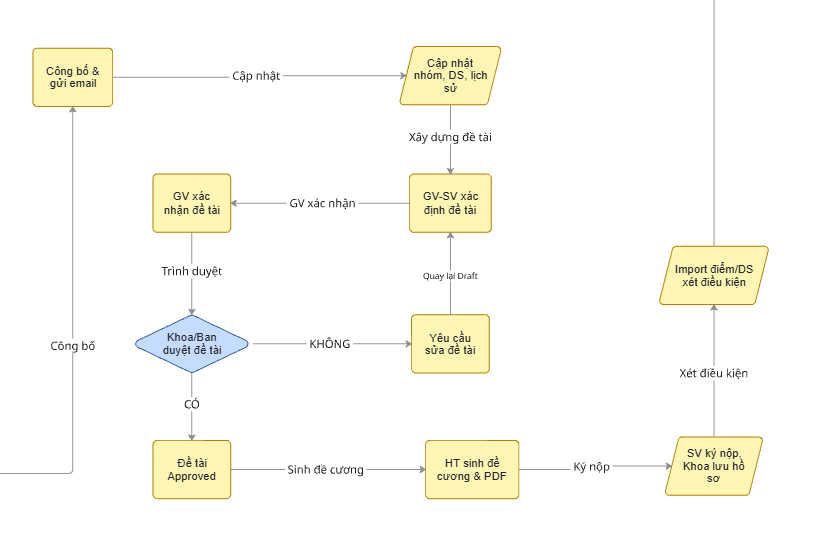 Công bố &
gửi email
Cập nhật
Cập nhật
nhóm, DS, lịch
sử
Xây dựng đề tài
GV xác
nhận đề tài
GV xác nhận
GV-SV xác
định đề tài
Trình duyệt
Quay lại Draft
Import điểm/DS
xét điều kiện
Công bố
Khoa/Ban
duyệt đề tài
KHÔNG
Yêu cầu
sửa đề tài
Xét điều kiện
CÓ
Đề tài
Approved
Sinh đề cương
HT sinh đề
cương & PDF
Ký nộp
SV ký nộp,
Khoa lưu hồ
sơ